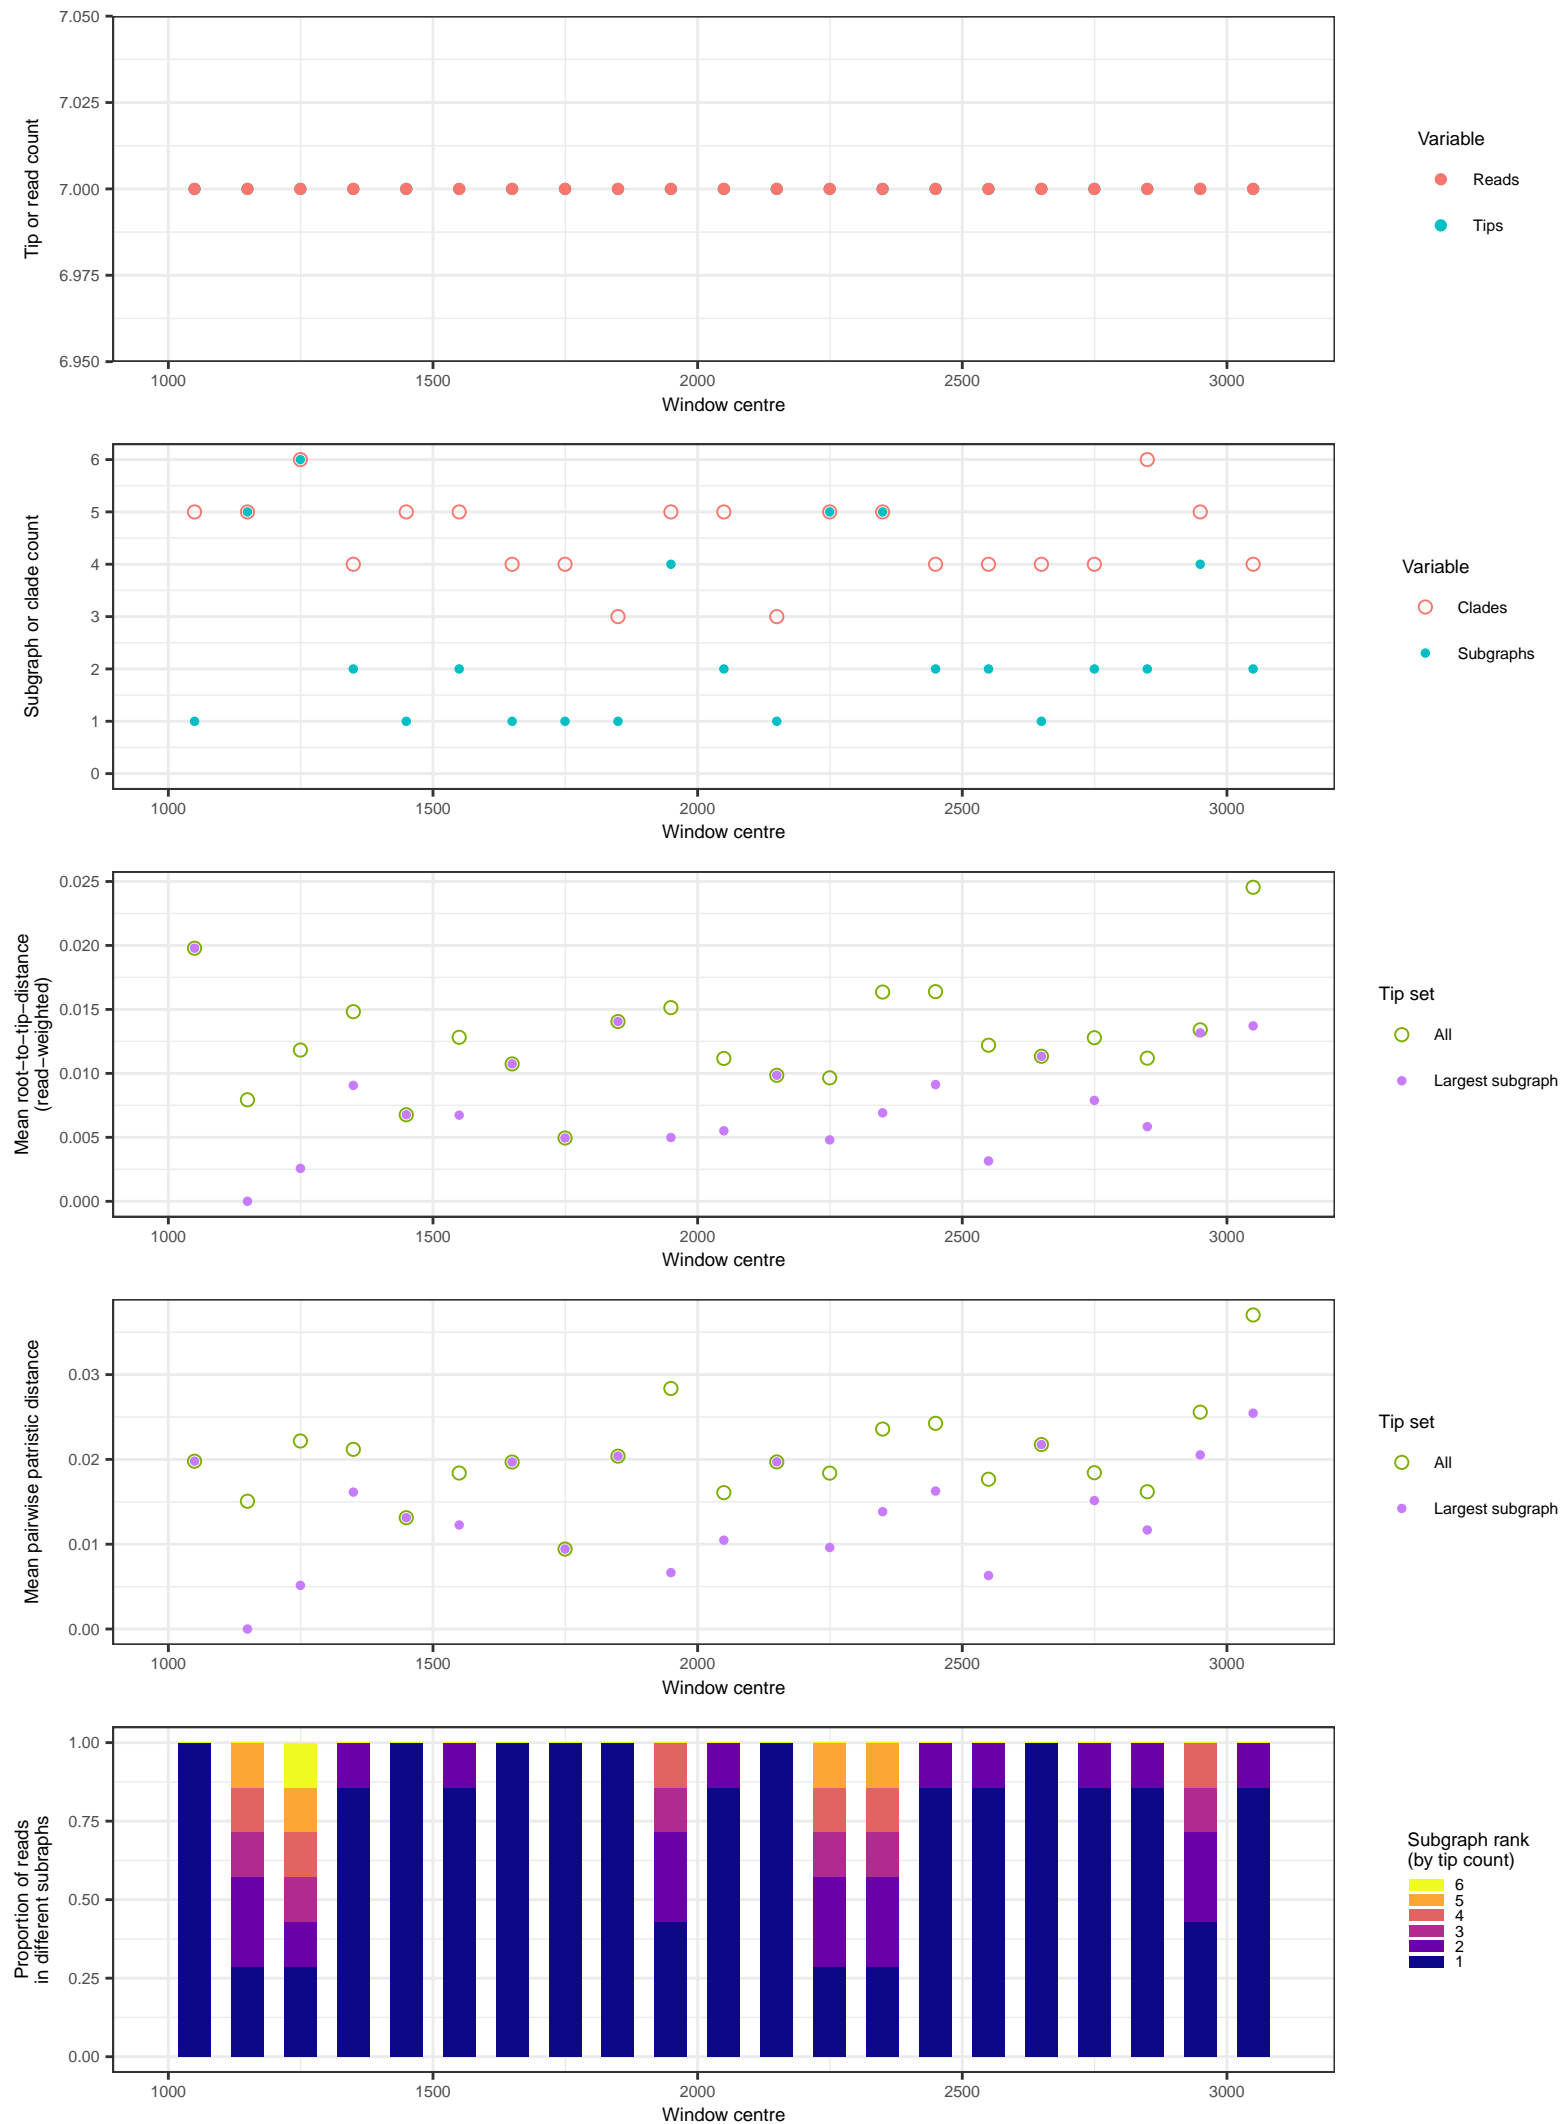 7.050
7.025
7.000
6.975
6.950
Tip or read count
1000 1500 2000 2500 3000
Window centre
Variable
Reads
Tips
6
5
4
3
2
1
0
Subgraph or clade count
1000 1500 2000 2500 3000
Window centre
Variable
Clades
Subgraphs
0.025
0.020
0.015
0.010
0.005
0.000
Mean root−to−tip−distance
(read−weighted)
1000 1500 2000 2500 3000
Window centre
Tip set
All
Largest subgraph
0.03
0.02
0.01
0.00
Mean pairwise patristic distance
1000 1500 2000 2500 3000
Window centre
Tip set
All
Largest subgraph
1.00
0.75
0.50
0.25
0.00
Proportion of reads
in different subraphs
1000 1500 2000 2500 3000
Window centre
Subgraph rank
(by tip count)
6
5
4
3
2
1